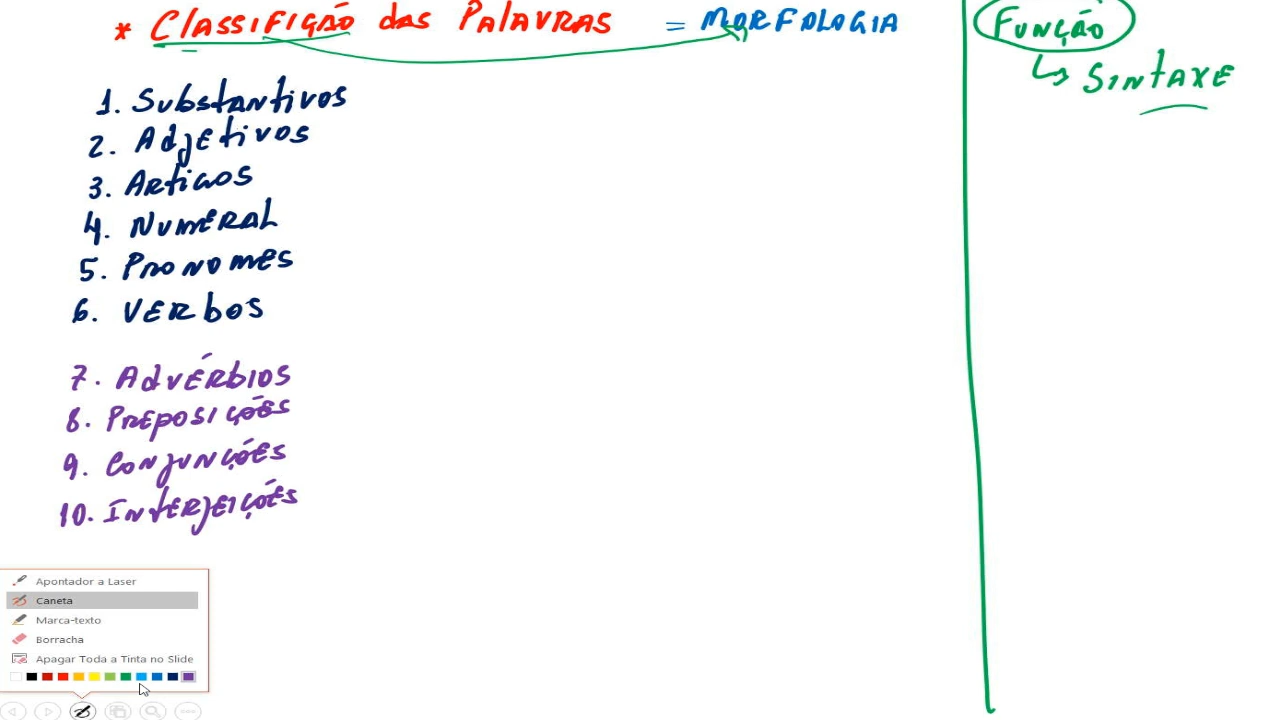 * Classifição das Palavras = Morfologia
Função
↳ Sintaxe
1. Substantivos
2. Adjetivos
3. Artigos
4. Numeral
5. Pronomes
6. Verbos
7. Advérbios
8. Preposições
9. Conjunções
10. Interjeições
Apontador a Laser
Caneta
Marca-texto
Borracha
Apagar Toda a Tinta no Slide